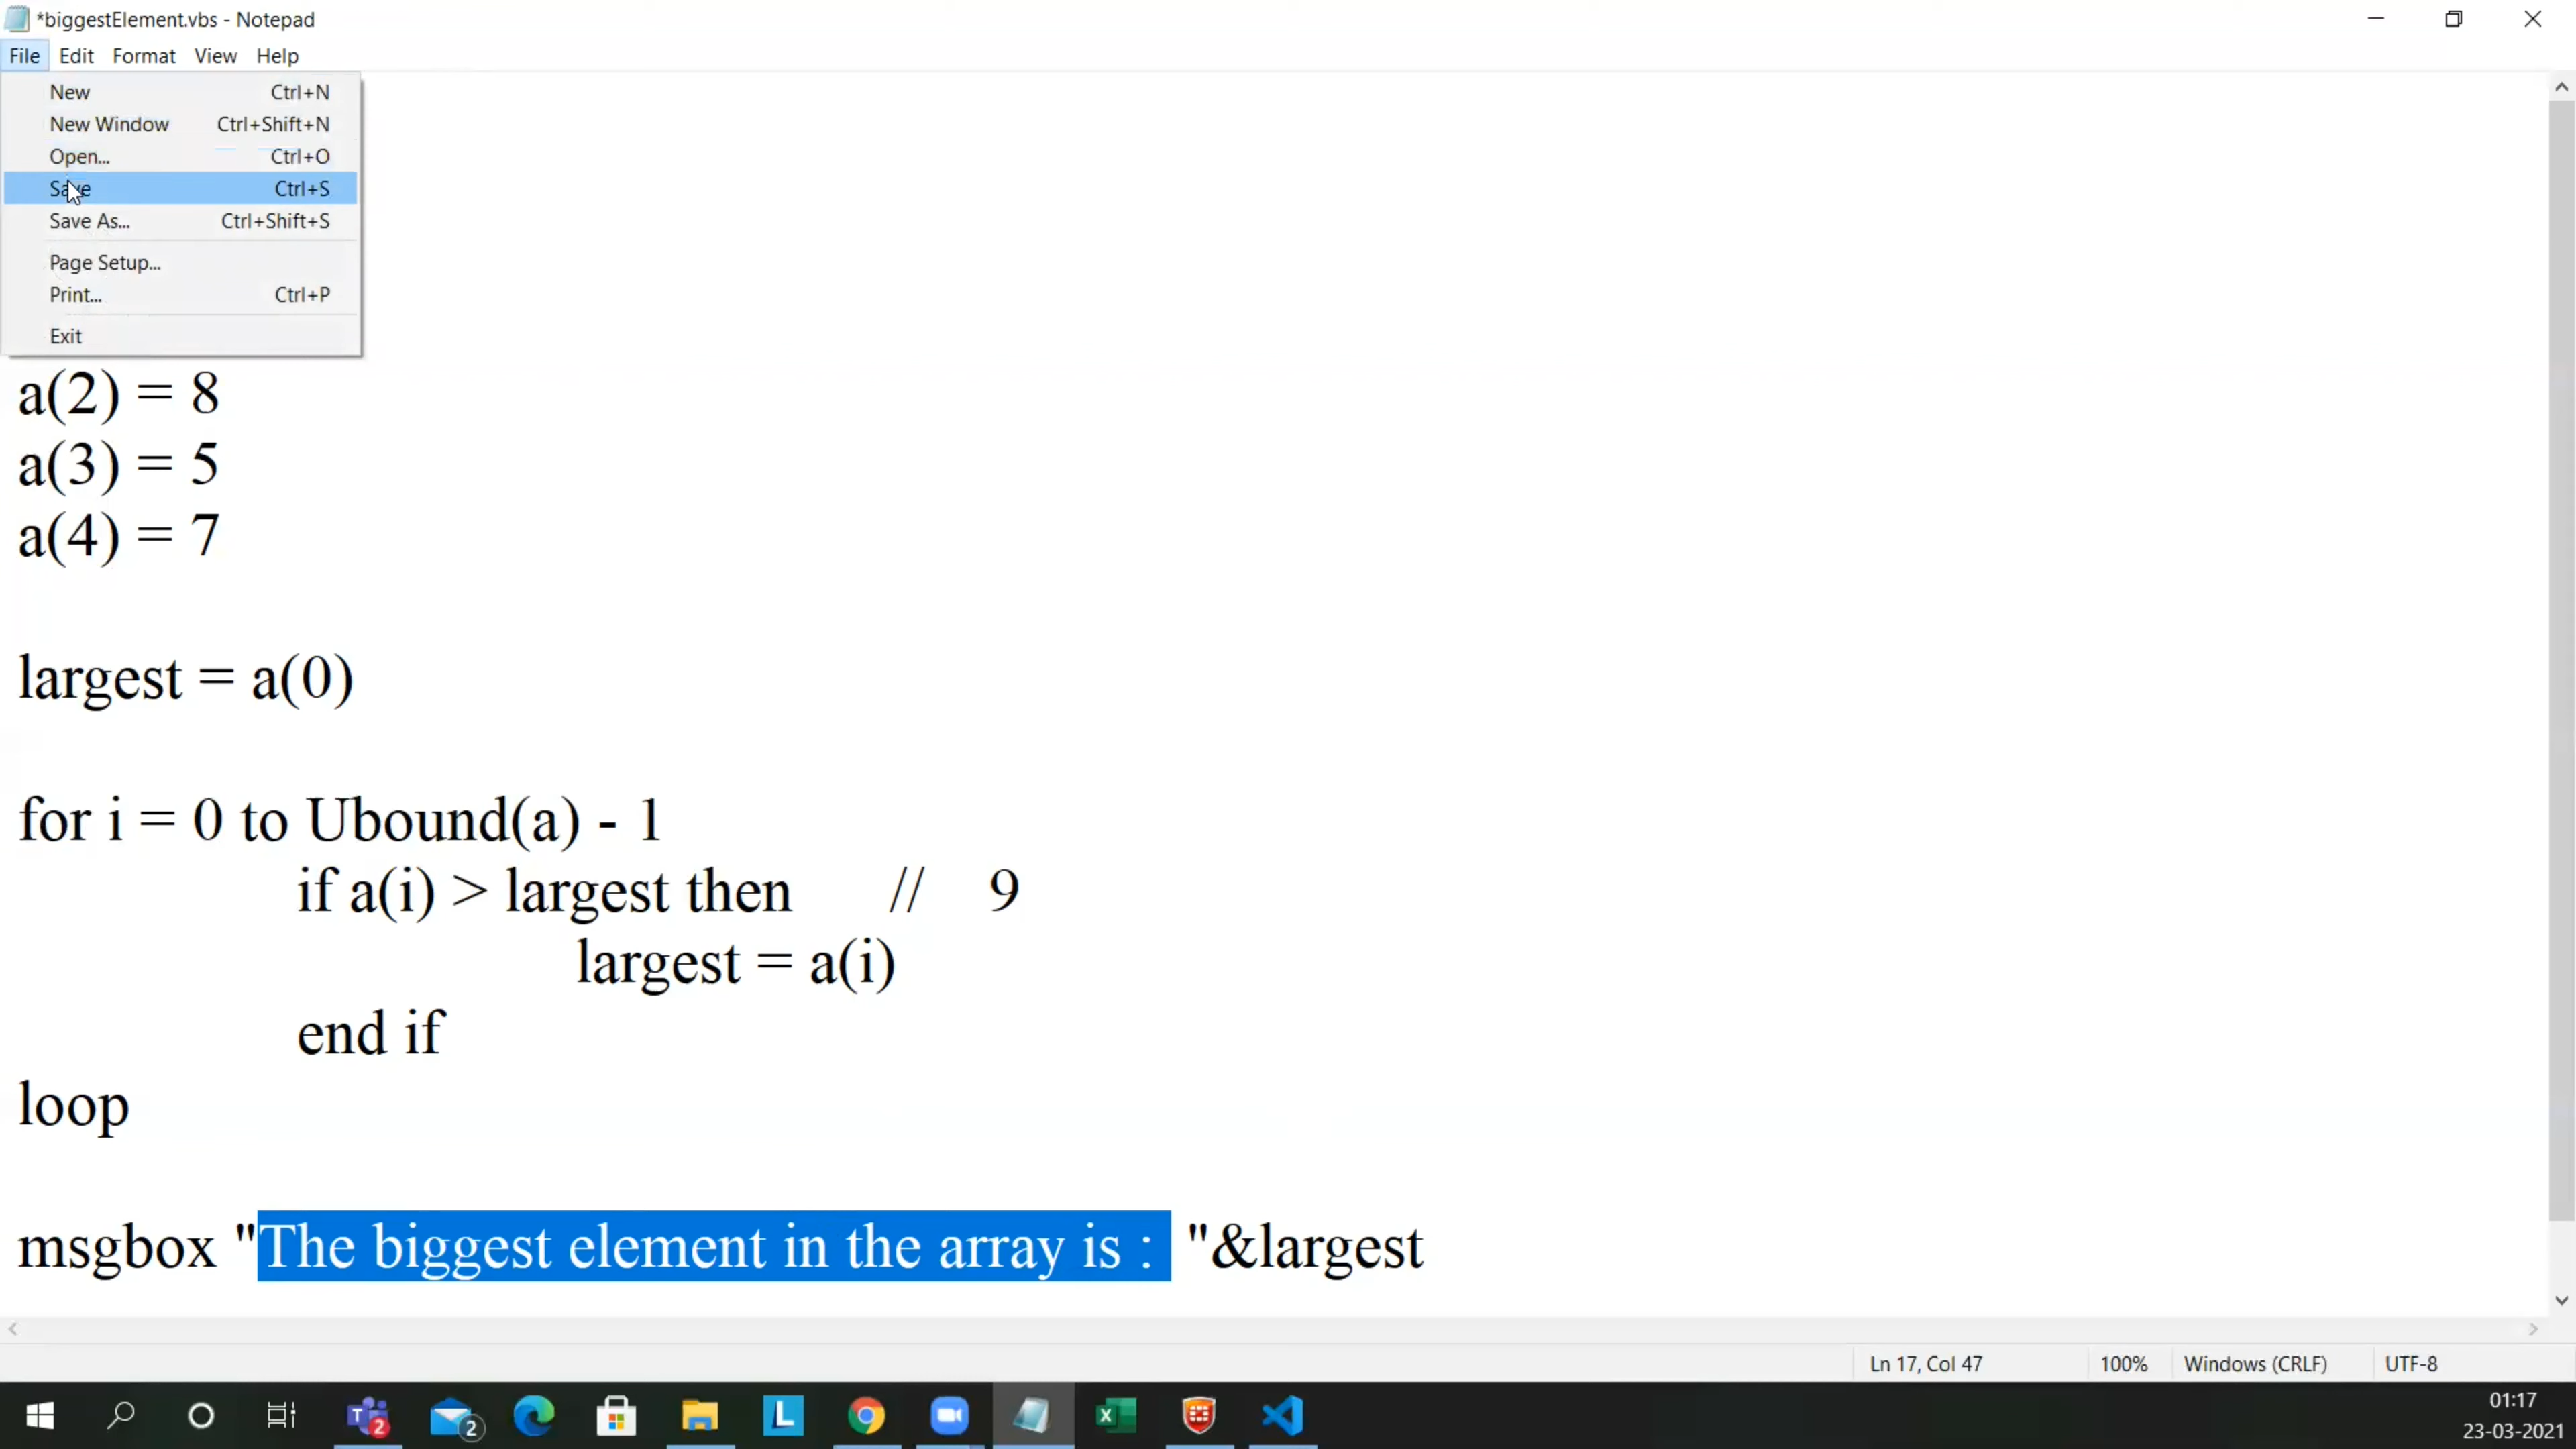 *biggestElement.vbs - Notepad
File Edit Format View Help
New Ctrl+N
New Window Ctrl+Shift+N
Open... Ctrl+O
Save Ctrl+S
Save As... Ctrl+Shift+S
Page Setup...
Print... Ctrl+P
Exit
a(2) = 8
a(3) = 5
a(4) = 7
largest = a(0)
for i = 0 to Ubound(a) - 1
if a(i) > largest then // 9
largest = a(i)
end if
loop
msgbox "The biggest element in the array is : "&largest
Ln 17, Col 47 100% Windows (CRLF) UTF-8
T 2 2 L X
01:17
23-03-2021